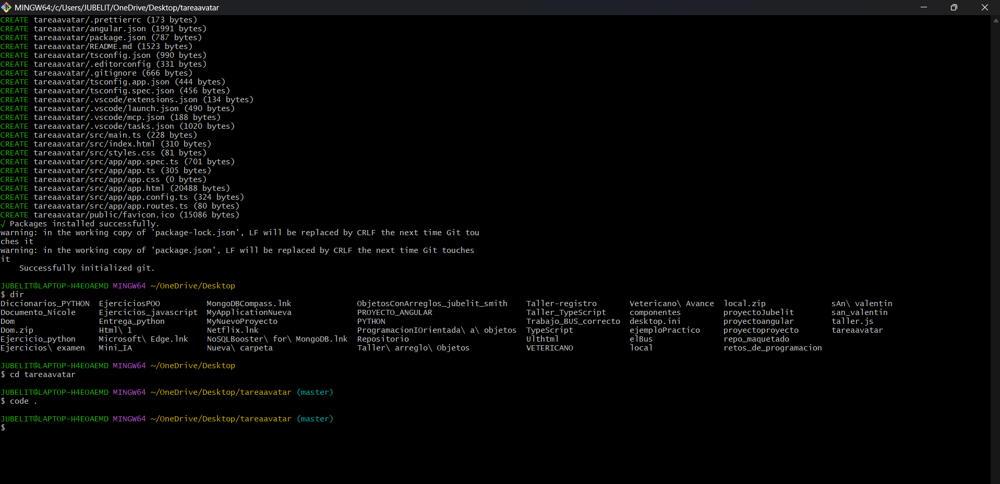 MINGW64:/c/Users/JUBELIT/OneDrive/Desktop/tareaavatar
CREATE tareaavatar/.prettierrc (173 bytes)
CREATE tareaavatar/angular.json (1991 bytes)
CREATE tareaavatar/package.json (787 bytes)
CREATE tareaavatar/README.md (1523 bytes)
CREATE tareaavatar/tsconfig.json (990 bytes)
CREATE tareaavatar/.editorconfig (331 bytes)
CREATE tareaavatar/.gitignore (666 bytes)
CREATE tareaavatar/tsconfig.app.json (444 bytes)
CREATE tareaavatar/tsconfig.spec.json (456 bytes)
CREATE tareaavatar/.vscode/extensions.json (134 bytes)
CREATE tareaavatar/.vscode/launch.json (490 bytes)
CREATE tareaavatar/.vscode/mcp.json (188 bytes)
CREATE tareaavatar/.vscode/tasks.json (1020 bytes)
CREATE tareaavatar/src/main.ts (228 bytes)
CREATE tareaavatar/src/index.html (310 bytes)
CREATE tareaavatar/src/styles.css (81 bytes)
CREATE tareaavatar/src/app/app.spec.ts (701 bytes)
CREATE tareaavatar/src/app/app.ts (305 bytes)
CREATE tareaavatar/src/app/app.css (0 bytes)
CREATE tareaavatar/src/app/app.html (20488 bytes)
CREATE tareaavatar/src/app/app.config.ts (324 bytes)
CREATE tareaavatar/src/app/app.routes.ts (80 bytes)
CREATE tareaavatar/public/favicon.ico (15086 bytes)
√ Packages installed successfully.
warning: in the working copy of 'package-lock.json', LF will be replaced by CRLF the next time Git tou
ches it
warning: in the working copy of 'package.json', LF will be replaced by CRLF the next time Git touches
it
    Successfully initialized git.
JUBELIT@LAPTOP-H4EOAEMD MINGW64 ~/OneDrive/Desktop
$ dir
Diccionarios_PYTHON  EjerciciosPOO  MongoDBCompass.lnk  ObjetosConArreglos_jubelit_smith  Taller-registro  Vetericano\ Avance  local.zip  sAn\ valentin
Documento_Nicole  Ejercicios_javascript  MyApplicationNueva  PROYECTO_ANGULAR  Taller_TypeScript  componentes  proyectoJubelit  san_valentin
Dom  Entrega_python  MyNuevoProyecto  PYTHON  Trabajo_BUS_correcto  desktop.ini  proyectoangular  taller.js
Dom.zip  Html\ 1  Netflix.lnk  ProgramacionIOrientada\ a\ objetos  TypeScript  ejemploPractico  proyectoproyecto  tareaavatar
Ejercicio_python  Microsoft\ Edge.lnk  NoSQLBooster\ for\ MongoDB.lnk  Repositorio  Ulthtml  elBus  repo_maquetado
Ejercicios\ examen  Mini_IA  Nueva\ carpeta  Taller\ arreglo\ Objetos  VETERICANO  local  retos_de_programacion
JUBELIT@LAPTOP-H4EOAEMD MINGW64 ~/OneDrive/Desktop
$ cd tareaavatar
JUBELIT@LAPTOP-H4EOAEMD MINGW64 ~/OneDrive/Desktop/tareaavatar (master)
$ code .
JUBELIT@LAPTOP-H4EOAEMD MINGW64 ~/OneDrive/Desktop/tareaavatar (master)
$